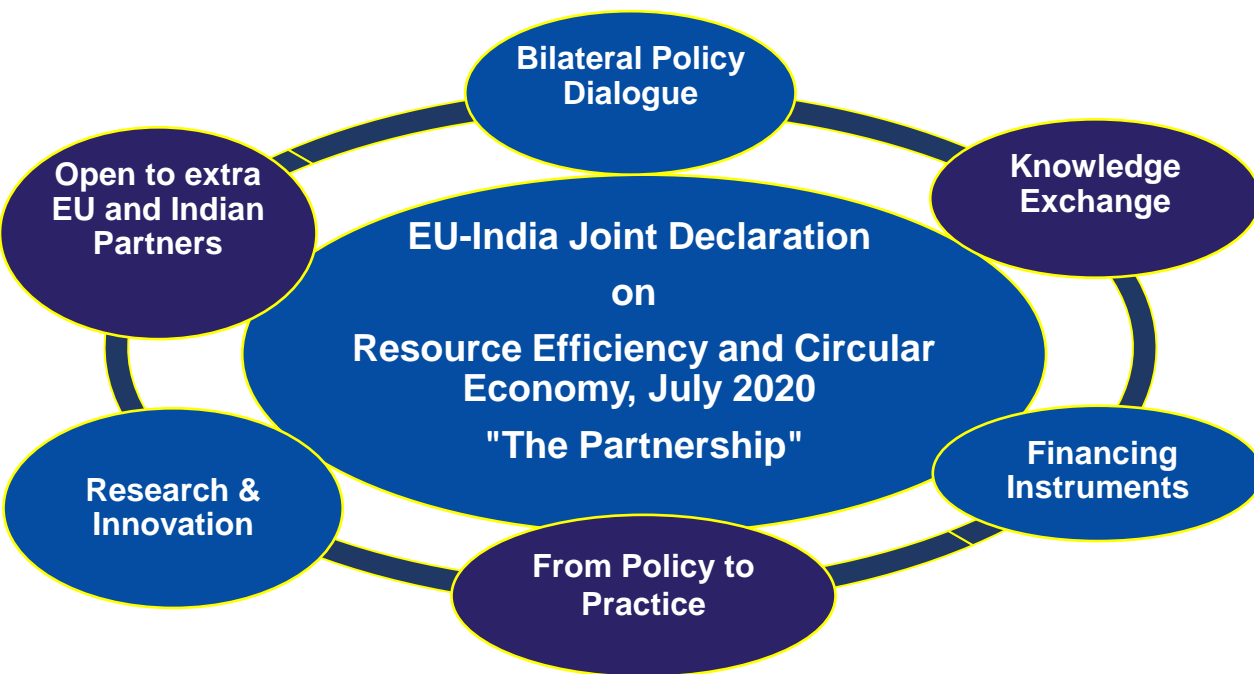 Bilateral Policy
Dialogue
Knowledge
Exchange
Open to extra
EU and Indian
Partners
EU-India Joint Declaration
on
Resource Efficiency and Circular
Economy, July 2020
"The Partnership"
Financing
Instruments
Research &
Innovation
From Policy to
Practice